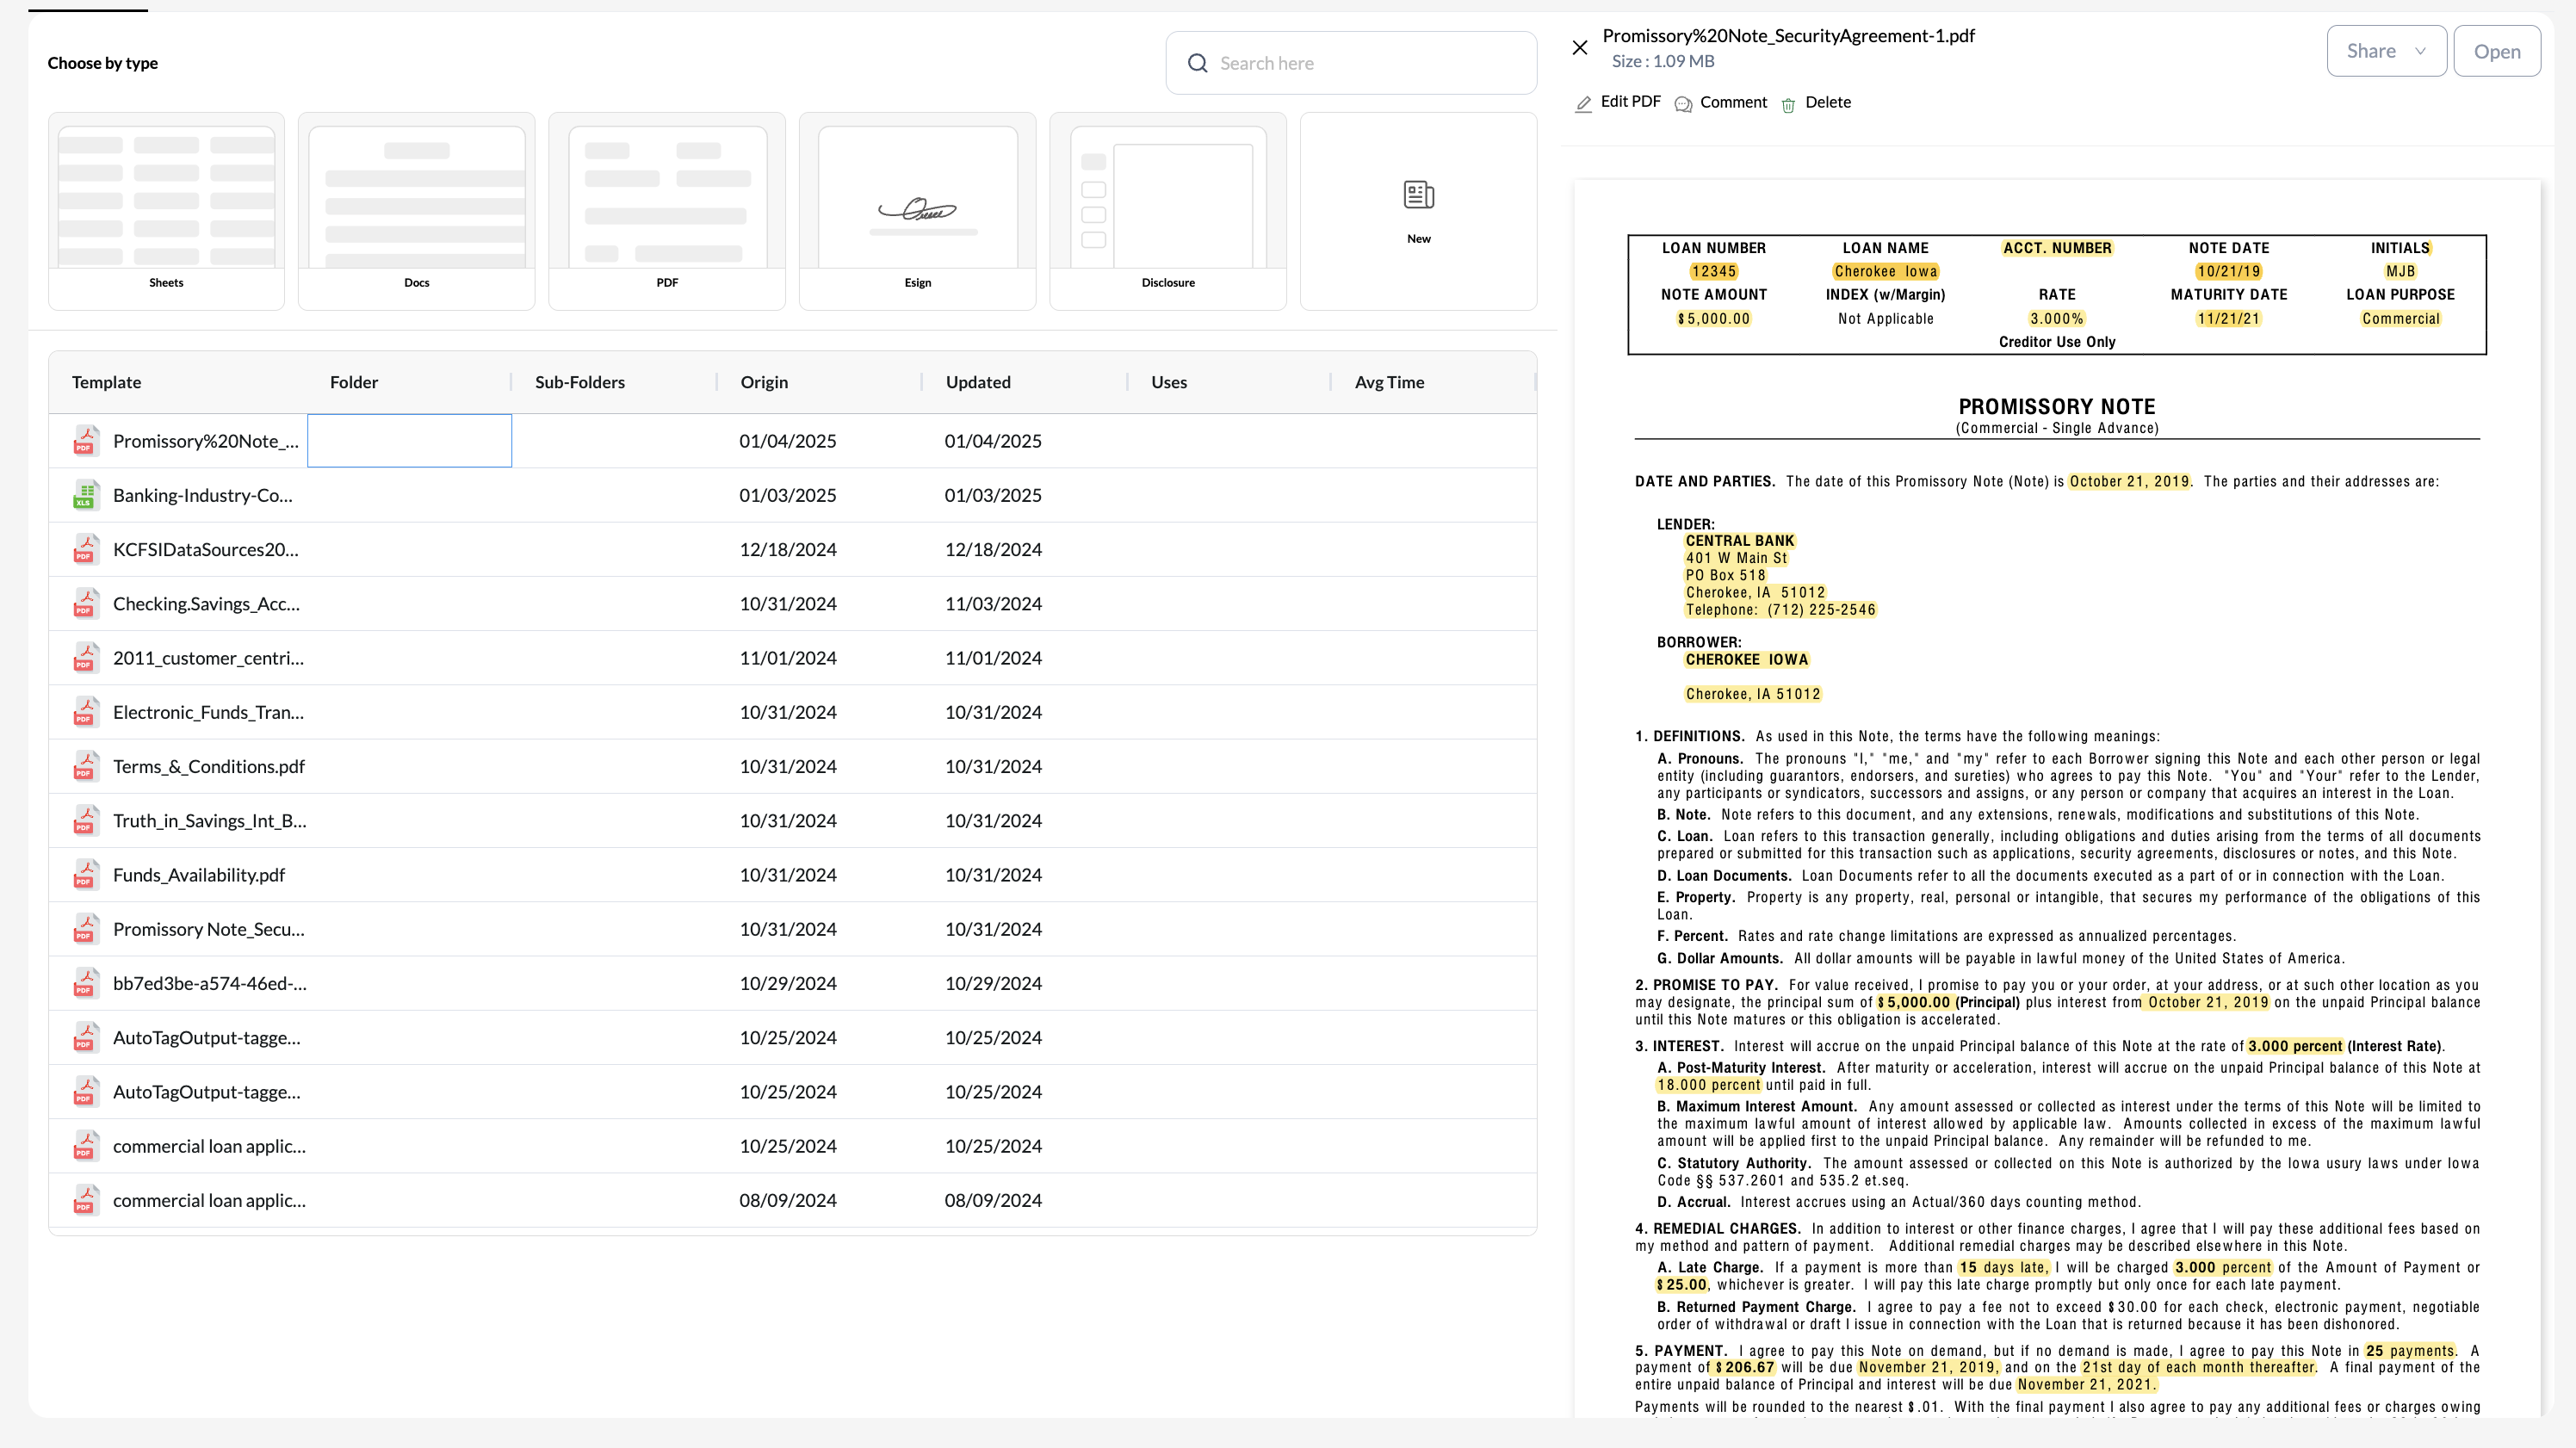 Choose by type
Search here
Sheets
Docs
PDF
Esign
Disclosure
New
Template Folder Sub-Folders Origin Updated Uses Avg Time
Promissory%20Note_... 01/04/2025 01/04/2025
Banking-Industry-Co... 01/03/2025 01/03/2025
KCFSIDataSources20... 12/18/2024 12/18/2024
Checking.Savings_Acc... 10/31/2024 11/03/2024
2011_customer_centri... 11/01/2024 11/01/2024
Electronic_Funds_Tran... 10/31/2024 10/31/2024
Terms_&_Conditions.pdf 10/31/2024 10/31/2024
Truth_in_Savings_Int_B... 10/31/2024 10/31/2024
Funds_Availability.pdf 10/31/2024 10/31/2024
Promissory Note_Secu... 10/31/2024 10/31/2024
bb7ed3be-a574-46ed-... 10/29/2024 10/29/2024
AutoTagOutput-tagge... 10/25/2024 10/25/2024
AutoTagOutput-tagge... 10/25/2024 10/25/2024
commercial loan applic... 10/25/2024 10/25/2024
commercial loan applic... 08/09/2024 08/09/2024
Promissory%20Note_SecurityAgreement-1.pdf
Size : 1.09 MB
Share
Open
Edit PDF Comment Delete
LOAN NUMBER LOAN NAME ACCT. NUMBER NOTE DATE INITIALS
12345 Cherokee Iowa 10/21/19 MJB
NOTE AMOUNT INDEX (w/Margin) RATE MATURITY DATE LOAN PURPOSE
$5,000.00 Not Applicable 3.000% 11/21/21 Commercial
Creditor Use Only
PROMISSORY NOTE
(Commercial - Single Advance)
DATE AND PARTIES. The date of this Promissory Note (Note) is October 21, 2019. The parties and their addresses are:
LENDER:
CENTRAL BANK
401 W Main St
PO Box 518
Cherokee, IA 51012
Telephone: (712) 225-2546
BORROWER:
CHEROKEE IOWA
Cherokee, IA 51012
1. DEFINITIONS. As used in this Note, the terms have the following meanings:
A. Pronouns. The pronouns "I," "me," and "my" refer to each Borrower signing this Note and each other person or legal
entity (including guarantors, endorsers, and sureties) who agrees to pay this Note. "You" and "Your" refer to the Lender,
any participants or syndicators, successors and assigns, or any person or company that acquires an interest in the Loan.
B. Note. Note refers to this document, and any extensions, renewals, modifications and substitutions of this Note.
C. Loan. Loan refers to this transaction generally, including obligations and duties arising from the terms of all documents
prepared or submitted for this transaction such as applications, security agreements, disclosures or notes, and this Note.
D. Loan Documents. Loan Documents refer to all the documents executed as a part of or in connection with the Loan.
E. Property. Property is any property, real, personal or intangible, that secures my performance of the obligations of this
Loan.
F. Percent. Rates and rate change limitations are expressed as annualized percentages.
G. Dollar Amounts. All dollar amounts will be payable in lawful money of the United States of America.
2. PROMISE TO PAY. For value received, I promise to pay you or your order, at your address, or at such other location as you
may designate, the principal sum of $5,000.00 (Principal) plus interest from October 21, 2019 on the unpaid Principal balance
until this Note matures or this obligation is accelerated.
3. INTEREST. Interest will accrue on the unpaid Principal balance of this Note at the rate of 3.000 percent (Interest Rate).
A. Post-Maturity Interest. After maturity or acceleration, interest will accrue on the unpaid Principal balance of this Note at
18.000 percent until paid in full.
B. Maximum Interest Amount. Any amount assessed or collected as interest under the terms of this Note will be limited to
the maximum lawful amount of interest allowed by applicable law. Amounts collected in excess of the maximum lawful
amount will be applied first to the unpaid Principal balance. Any remainder will be refunded to me.
C. Statutory Authority. The amount assessed or collected on this Note is authorized by the Iowa usury laws under Iowa
Code §§ 537.2601 and 535.2 et.seq.
D. Accrual. Interest accrues using an Actual/360 days counting method.
4. REMEDIAL CHARGES. In addition to interest or other finance charges, I agree that I will pay these additional fees based on
my method and pattern of payment. Additional remedial charges may be described elsewhere in this Note.
A. Late Charge. If a payment is more than 15 days late, I will be charged 3.000 percent of the Amount of Payment or
$25.00, whichever is greater. I will pay this late charge promptly but only once for each late payment.
B. Returned Payment Charge. I agree to pay a fee not to exceed $30.00 for each check, electronic payment, negotiable
order of withdrawal or draft I issue in connection with the Loan that is returned because it has been dishonored.
5. PAYMENT. I agree to pay this Note on demand, but if no demand is made, I agree to pay this Note in 25 payments. A
payment of $206.67 will be due November 21, 2019, and on the 21st day of each month thereafter. A final payment of the
entire unpaid balance of Principal and interest will be due November 21, 2021.
Payments will be rounded to the nearest $.01. With the final payment I also agree to pay any additional fees or charges owing